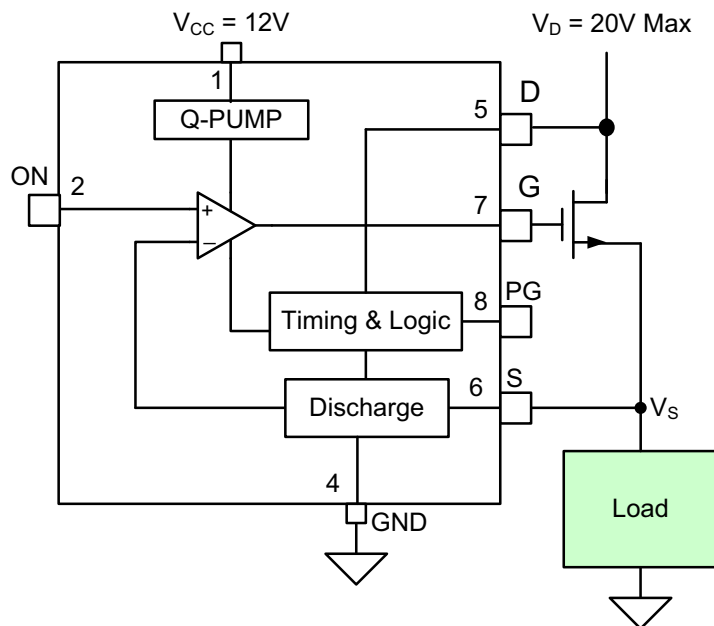 V_CC = 12V
V_D = 20V Max
1
D
5
Q-PUMP
ON
2
G
+
7
−
PG
8
Timing & Logic
S
6
Discharge
V_S
4
GND
Load